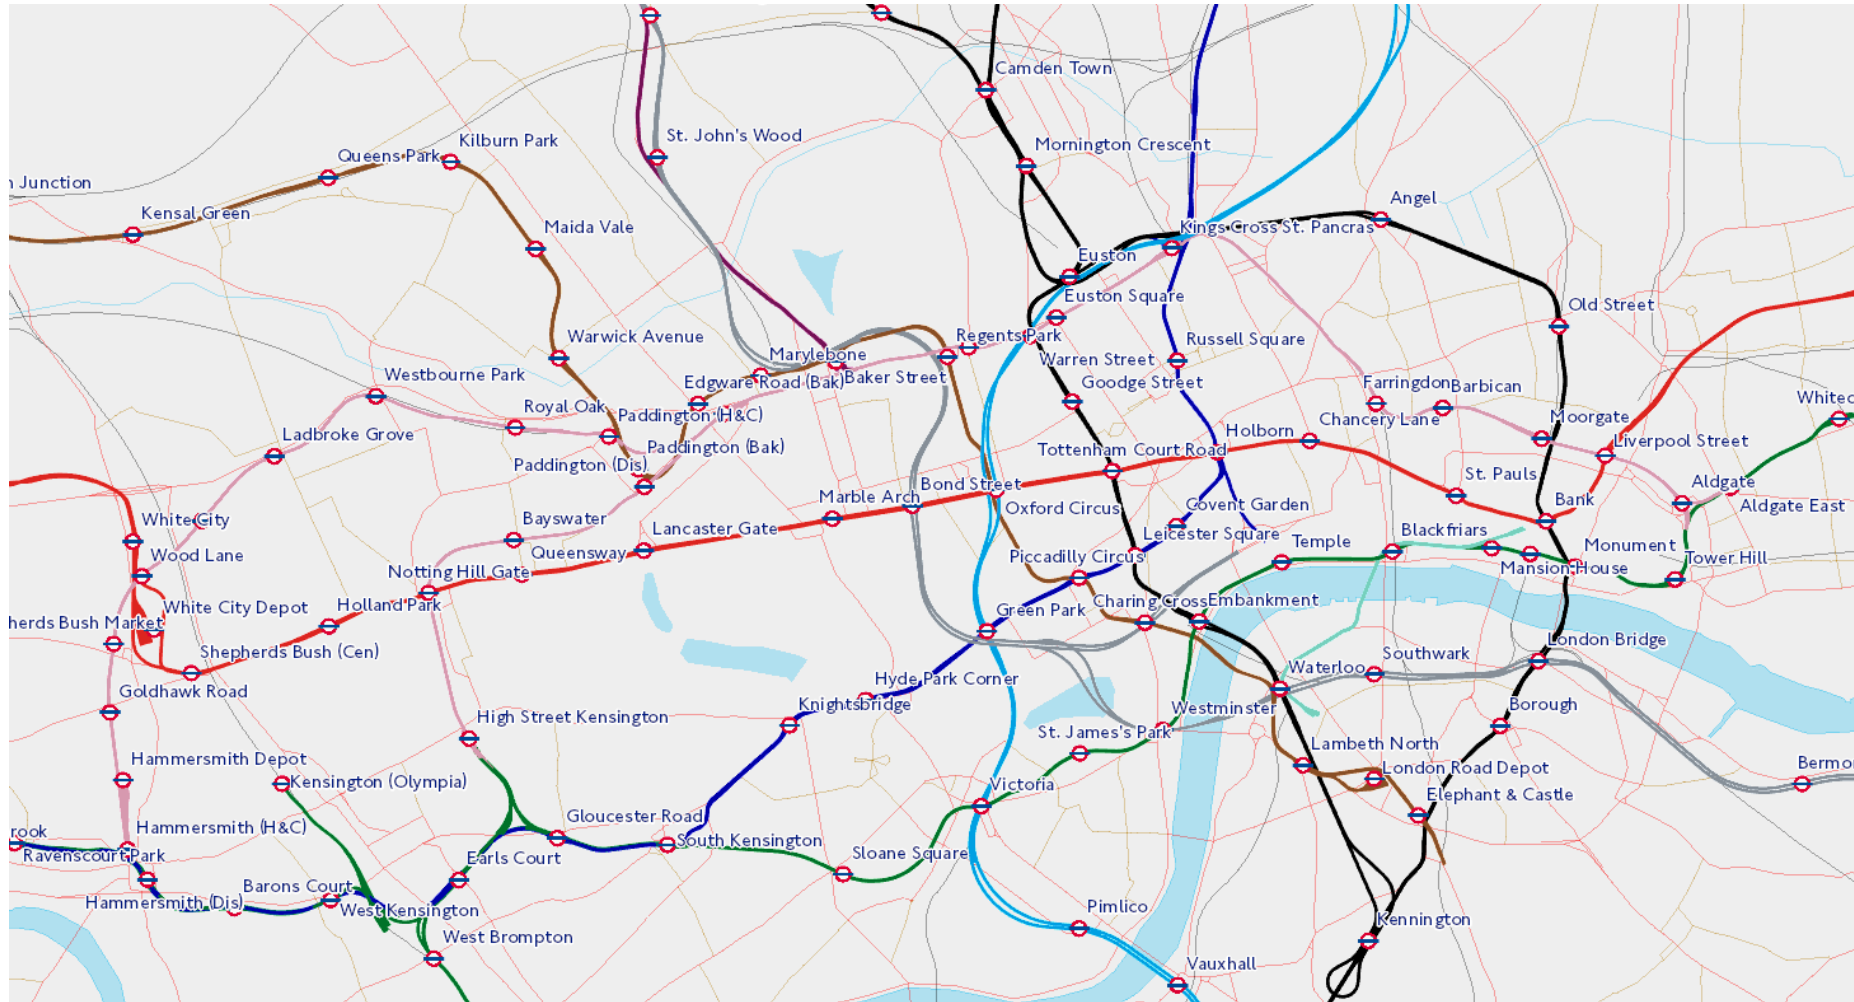 Camden Town
St. John's Wood
Mornington Crescent
Kilburn Park
Queens Park
n Junction
Angel
Kensal Green
Maida Vale
Kings Cross St. Pancras
Euston
Euston Square
Old Street
Warwick Avenue
Regents Park
Russell Square
Marylebone
Warren Street
Westbourne Park
Edgware Road (Bak)
Baker Street
Goodge Street
Farringdon
Barbican
Whitec
Royal Oak
Paddington (H&C)
Chancery Lane
Moorgate
Ladbroke Grove
Holborn
Liverpool Street
Paddington (Bak)
Tottenham Court Road
Paddington (Dis)
St. Pauls
Bond Street
Aldgate
Marble Arch
Bank
Aldgate East
White City
Bayswater
Lancaster Gate
Oxford Circus
Covent Garden
Blackfriars
Wood Lane
Queensway
Leicester Square
Temple
Monument
Piccadilly Circus
Tower Hill
Notting Hill Gate
Mansion House
White City Depot
Holland Park
Green Park
Charing Cross
Embankment
herds Bush Market
London Bridge
Shepherds Bush (Cen)
Southwark
Waterloo
Hyde Park Corner
Goldhawk Road
Knightsbridge
Westminster
Borough
High Street Kensington
St. James's Park
Lambeth North
Hammersmith Depot
London Road Depot
Bermo
Kensington (Olympia)
Victoria
Elephant & Castle
Gloucester Road
Hammersmith (H&C)
rook
South Kensington
Ravenscourt Park
Earls Court
Sloane Square
Barons Court
Hammersmith (Dis)
West Kensington
Pimlico
Kennington
West Brompton
Vauxhall